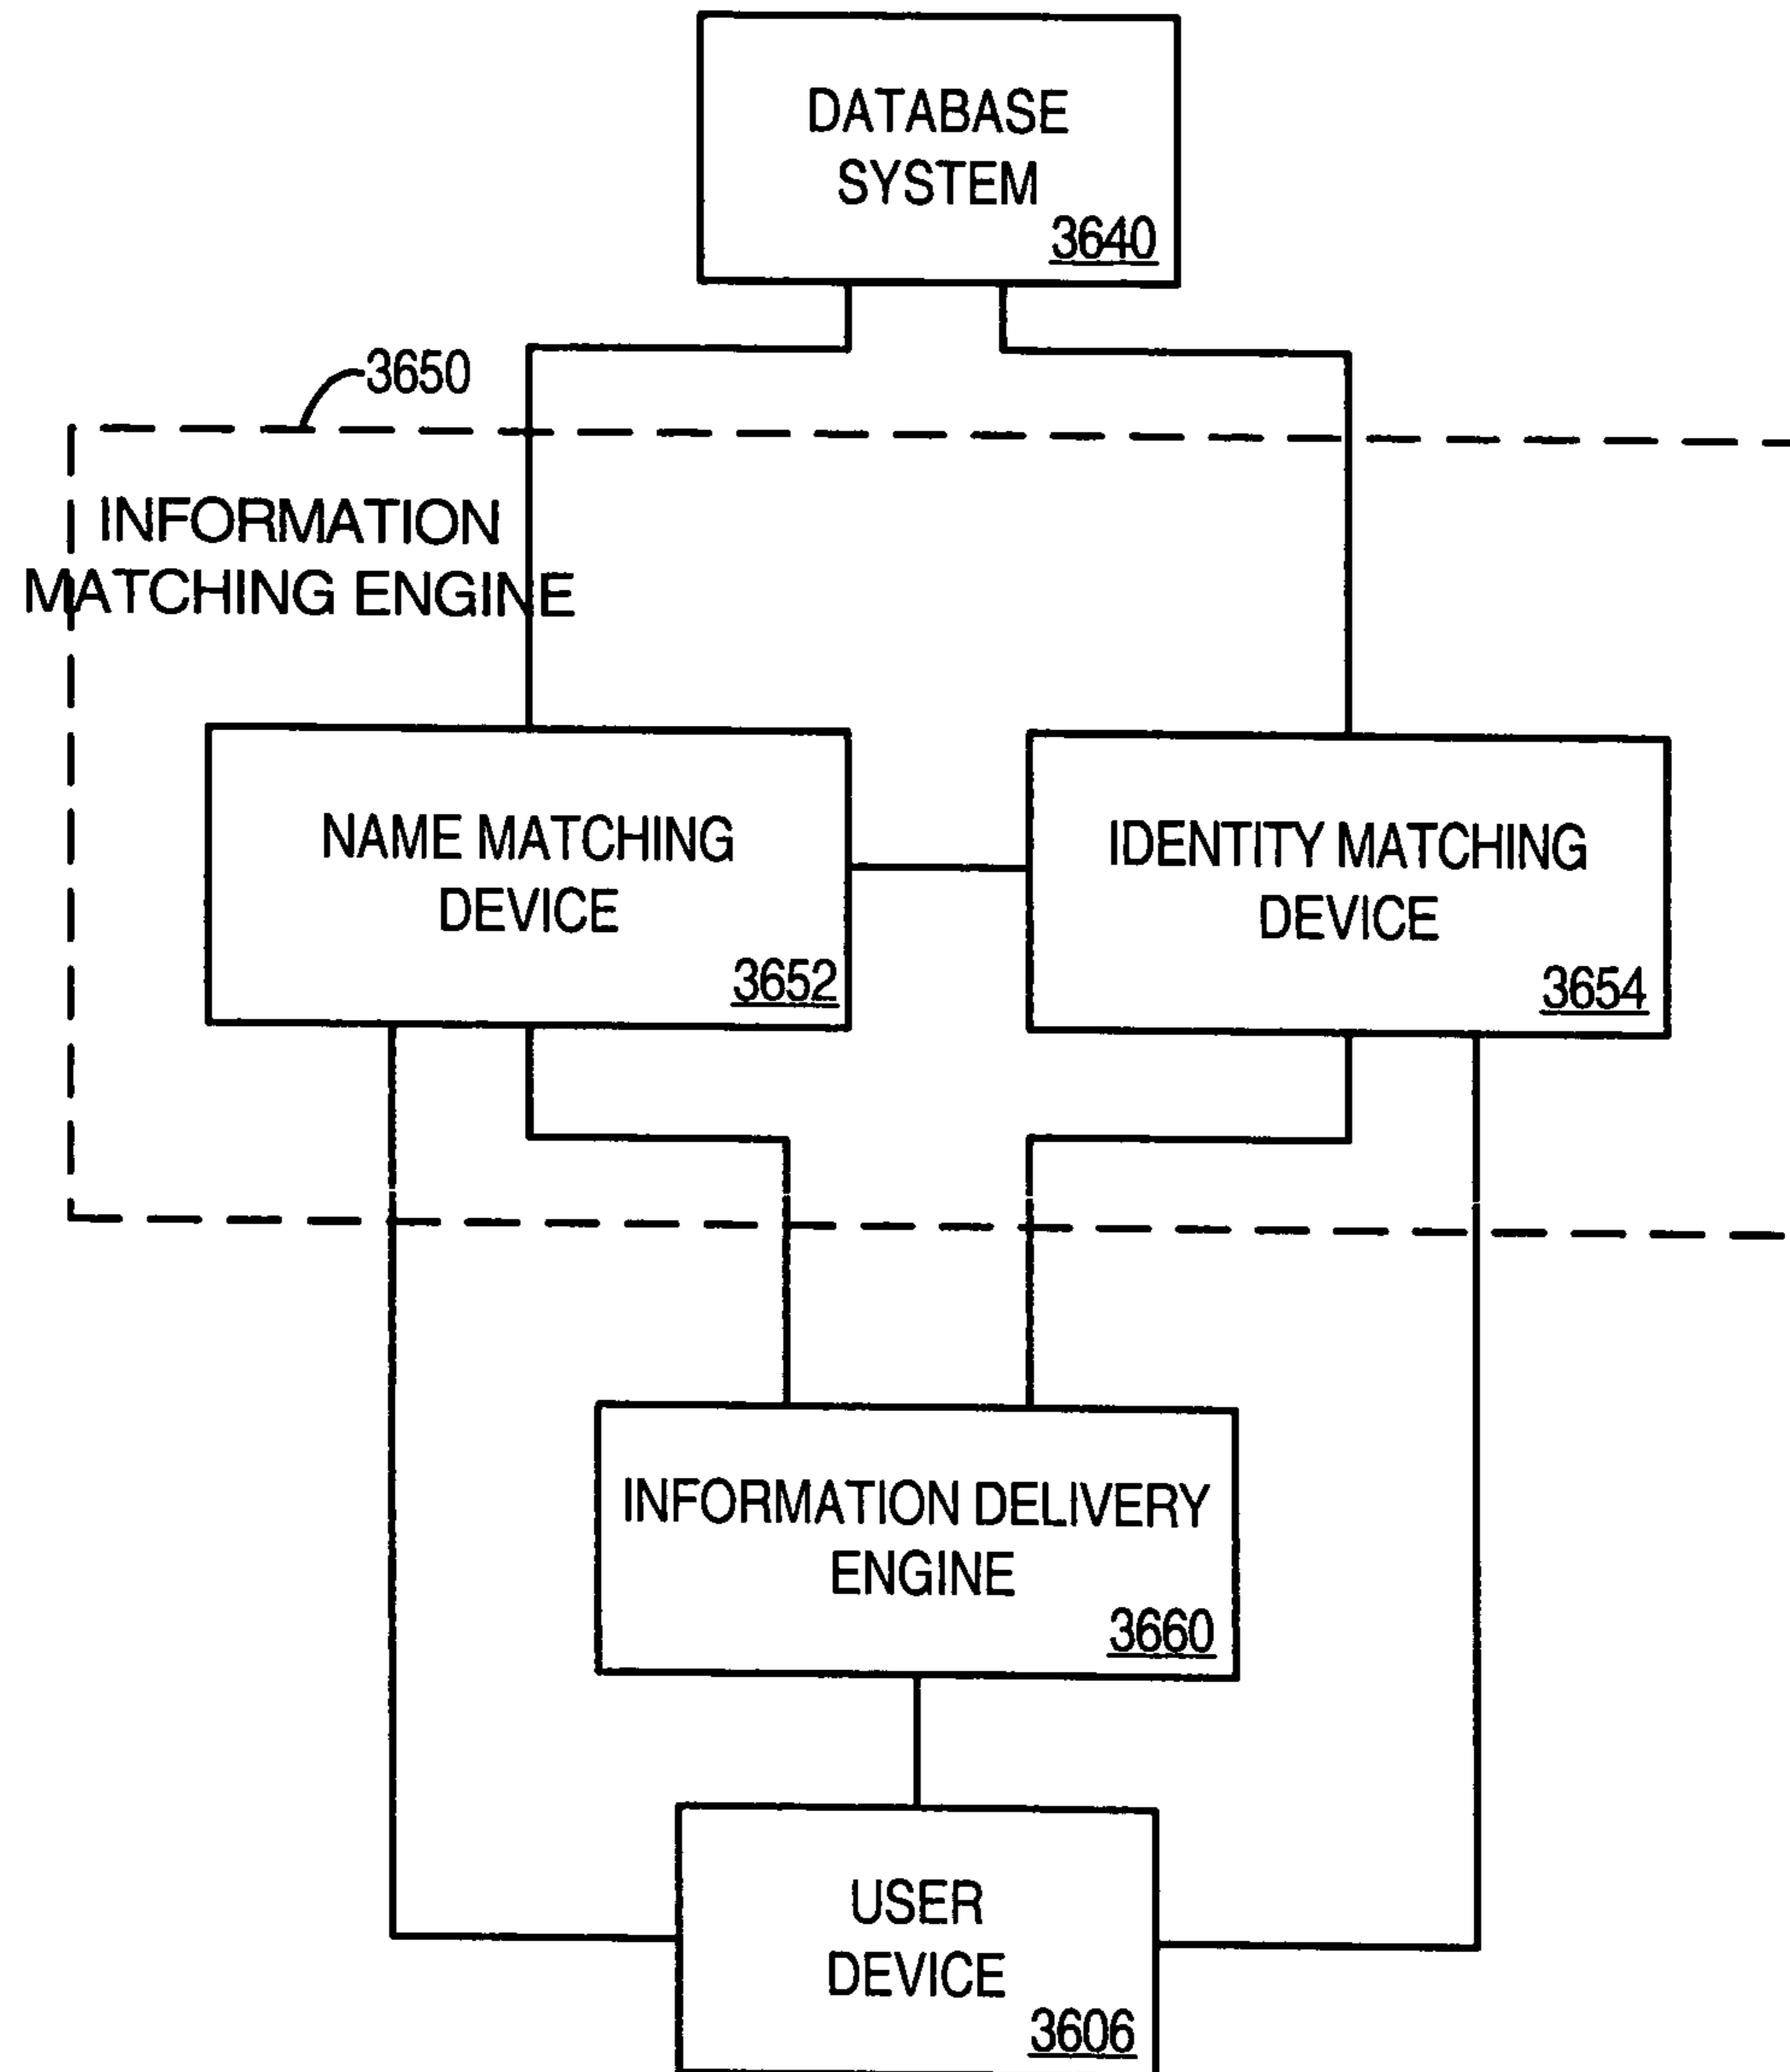 DATABASE
SYSTEM
3640
3650
INFORMATION
MATCHING ENGINE
NAME MATCHING
DEVICE
3652
IDENTITY MATCHING
DEVICE
3654
INFORMATION DELIVERY
ENGINE
3660
USER
DEVICE
3606